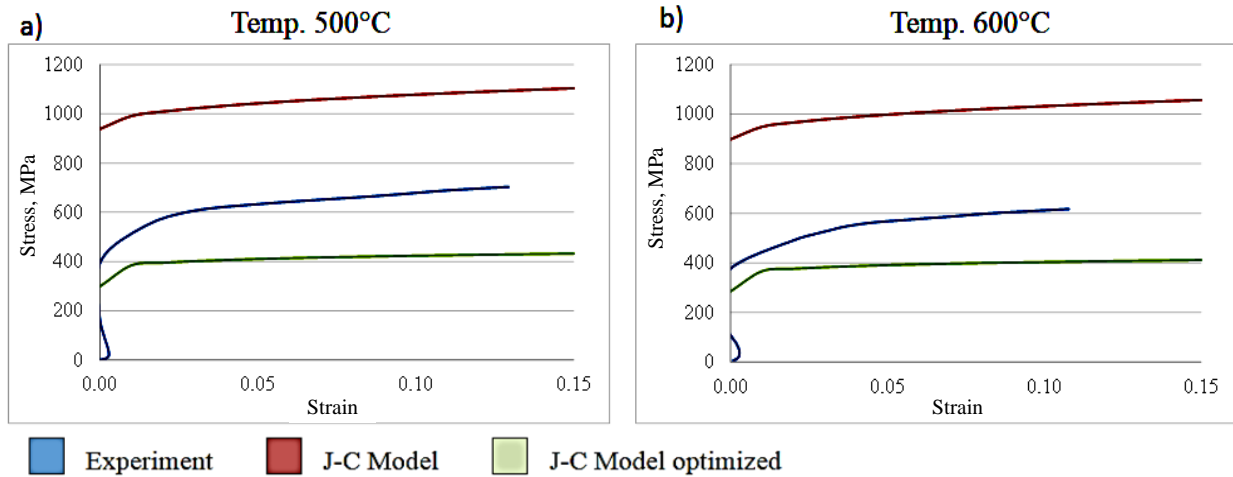 a)
Temp. 500°C
1200
1000
800
600
400
200
0
Stress, MPa
0.00
0.05
0.10
0.15
Strain
b)
Temp. 600°C
1200
1000
800
600
400
200
0
Stress, MPa
0.00
0.05
0.10
0.15
Strain
Experiment
J-C Model
J-C Model optimized